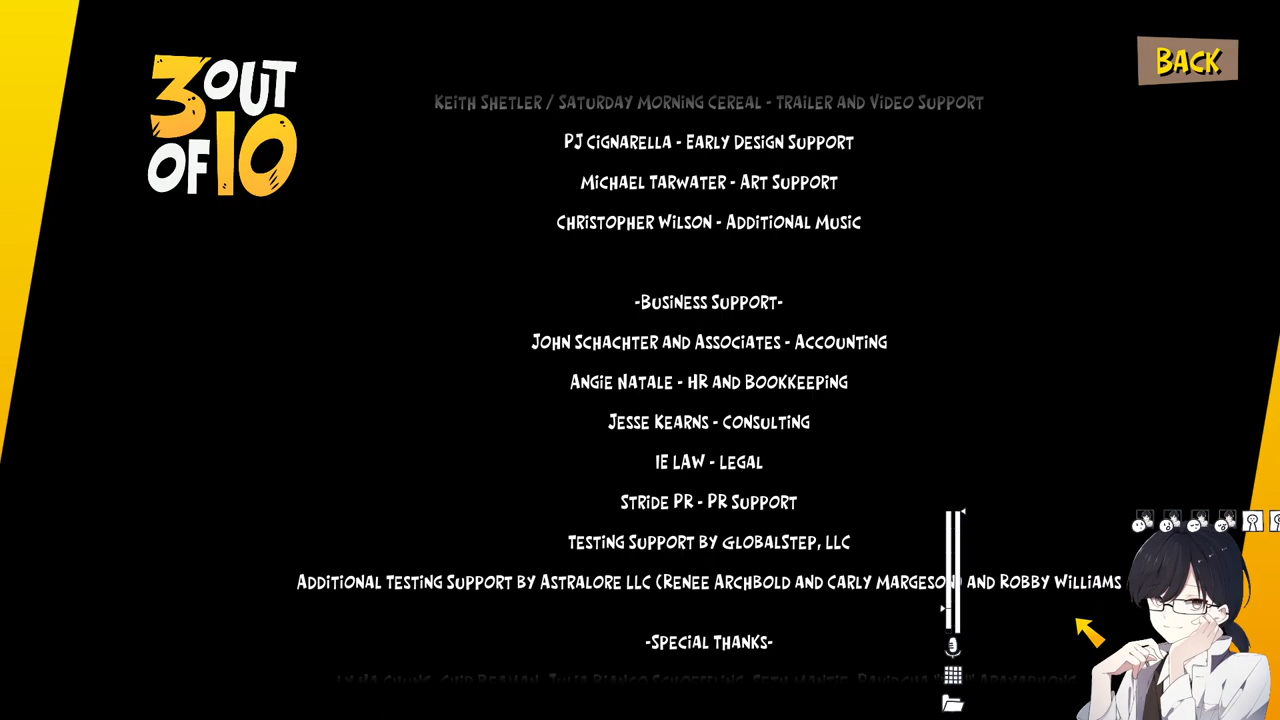 3 OUT
OF 10
BACK
Keith Shetler / Saturday Morning Cereal - Trailer and Video Support
PJ Cignarella - Early Design Support
Michael Tarwater - Art Support
Christopher Wilson - Additional Music
-Business Support-
John Schachter and Associates - Accounting
Angie Natale - HR and Bookkeeping
Jesse Kearns - Consulting
IE Law - Legal
Stride PR - PR Support
Testing Support by GlobalStep, LLC
Additional Testing Support by Astralore LLC (Renee Archbold and Carly Margeson) and Robby Williams
-Special Thanks-